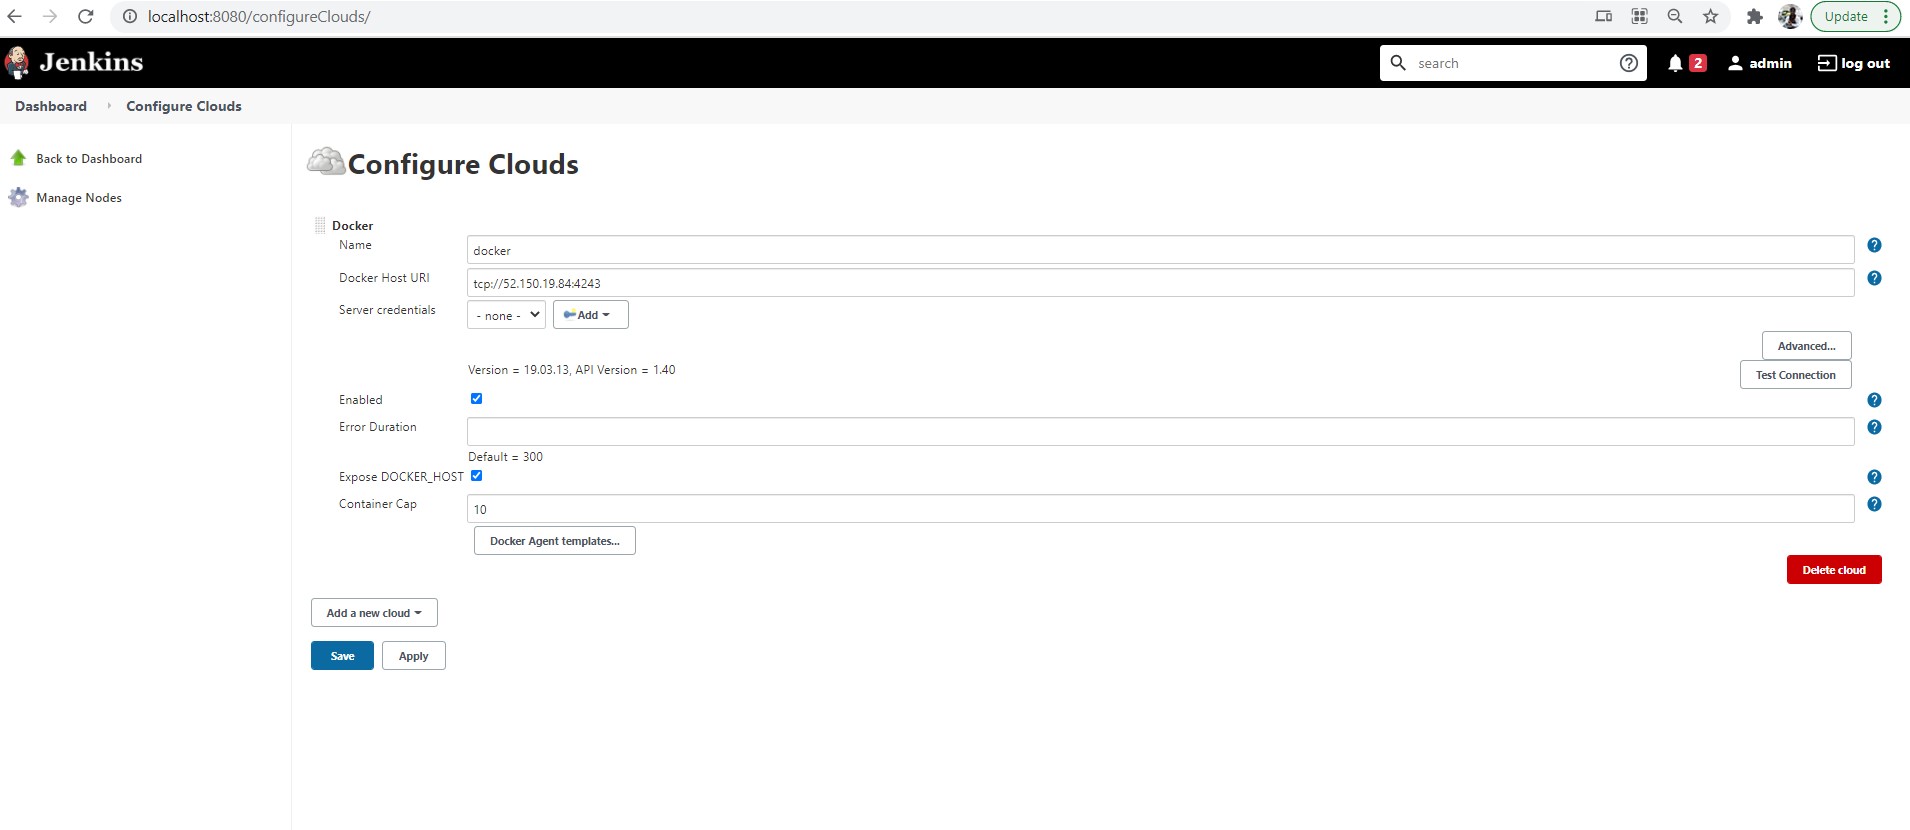 localhost:8080/configureClouds/
Update
Jenkins
search
2
admin
log out
Dashboard
Configure Clouds
Back to Dashboard
Manage Nodes
Configure Clouds
Docker
Name
docker
Docker Host URI
tcp://52.150.19.84:4243
Server credentials
- none -
Add
Advanced...
Version = 19.03.13, API Version = 1.40
Test Connection
Enabled
Error Duration
Default = 300
Expose DOCKER_HOST
Container Cap
10
Docker Agent templates...
Delete cloud
Add a new cloud
Save
Apply